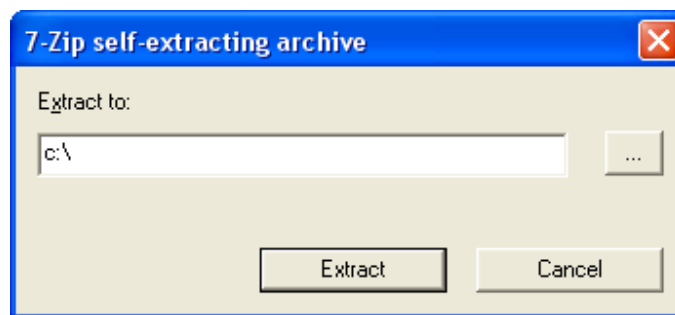 7-Zip self-extracting archive
Extract to:
c:\
...
Extract Cancel